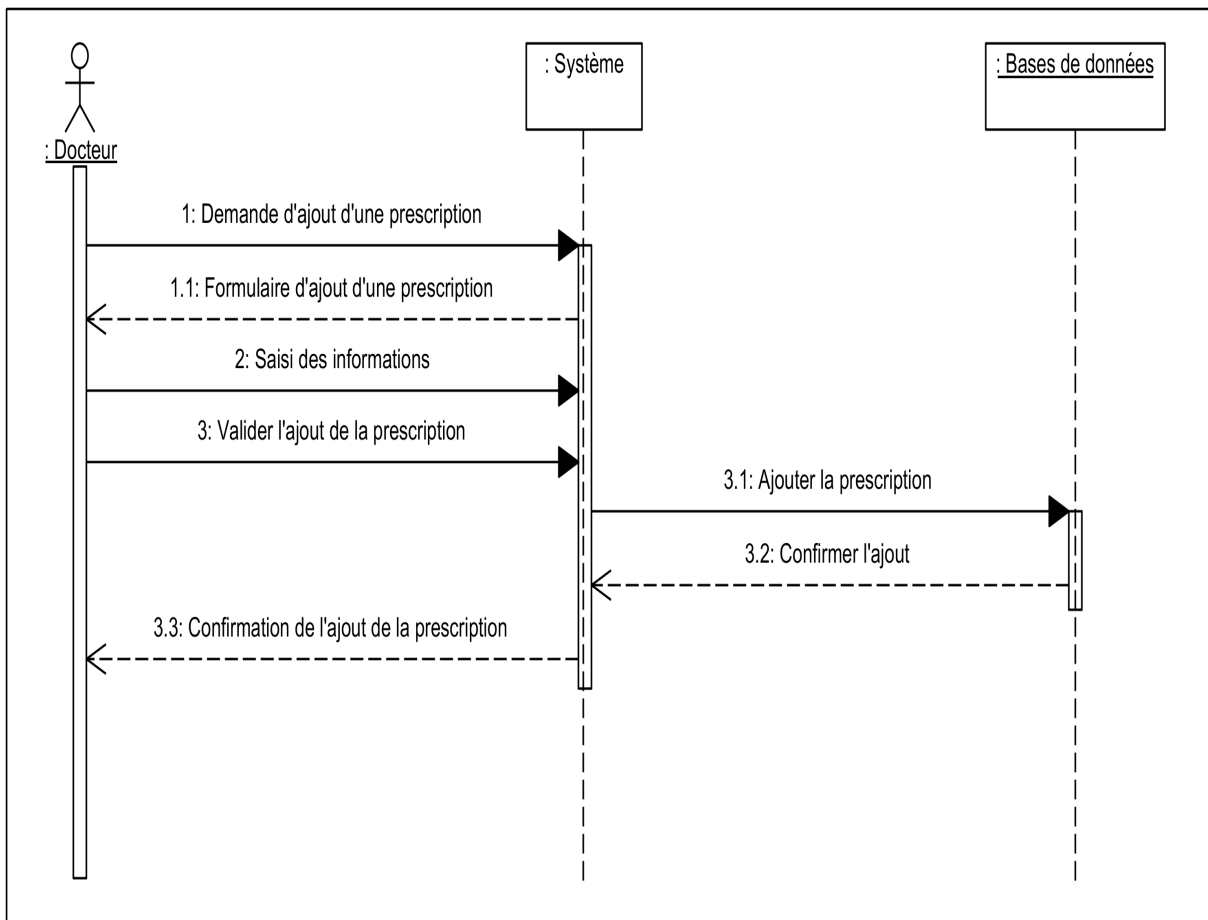 : Système
: Bases de données
: Docteur
1: Demande d'ajout d'une prescription
1.1: Formulaire d'ajout d'une prescription
2: Saisi des informations
3: Valider l'ajout de la prescription
3.1: Ajouter la prescription
3.2: Confirmer l'ajout
3.3: Confirmation de l'ajout de la prescription